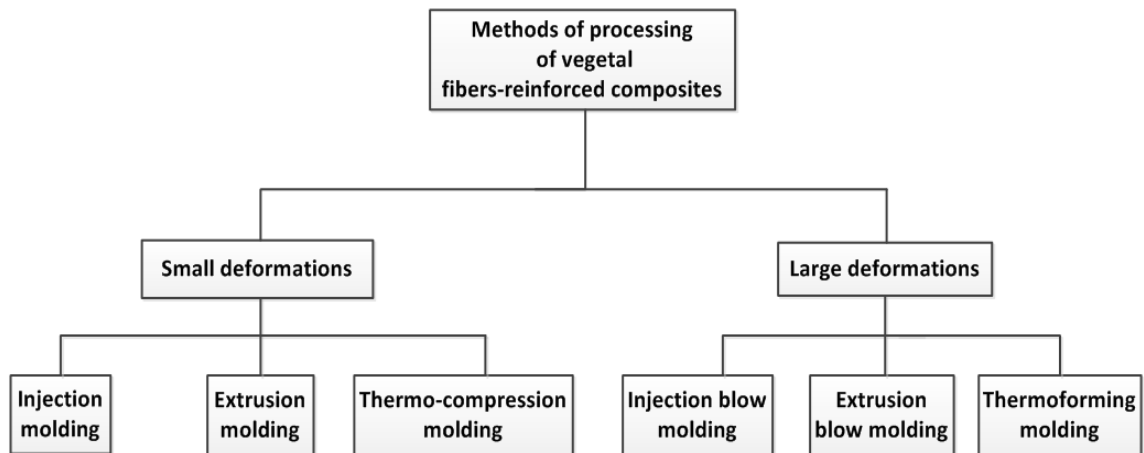 Methods of processing
of vegetal
fibers-reinforced composites
Small deformations
Large deformations
Injection
molding
Extrusion
molding
Thermo-compression
molding
Injection blow
molding
Extrusion
blow molding
Thermoforming
molding